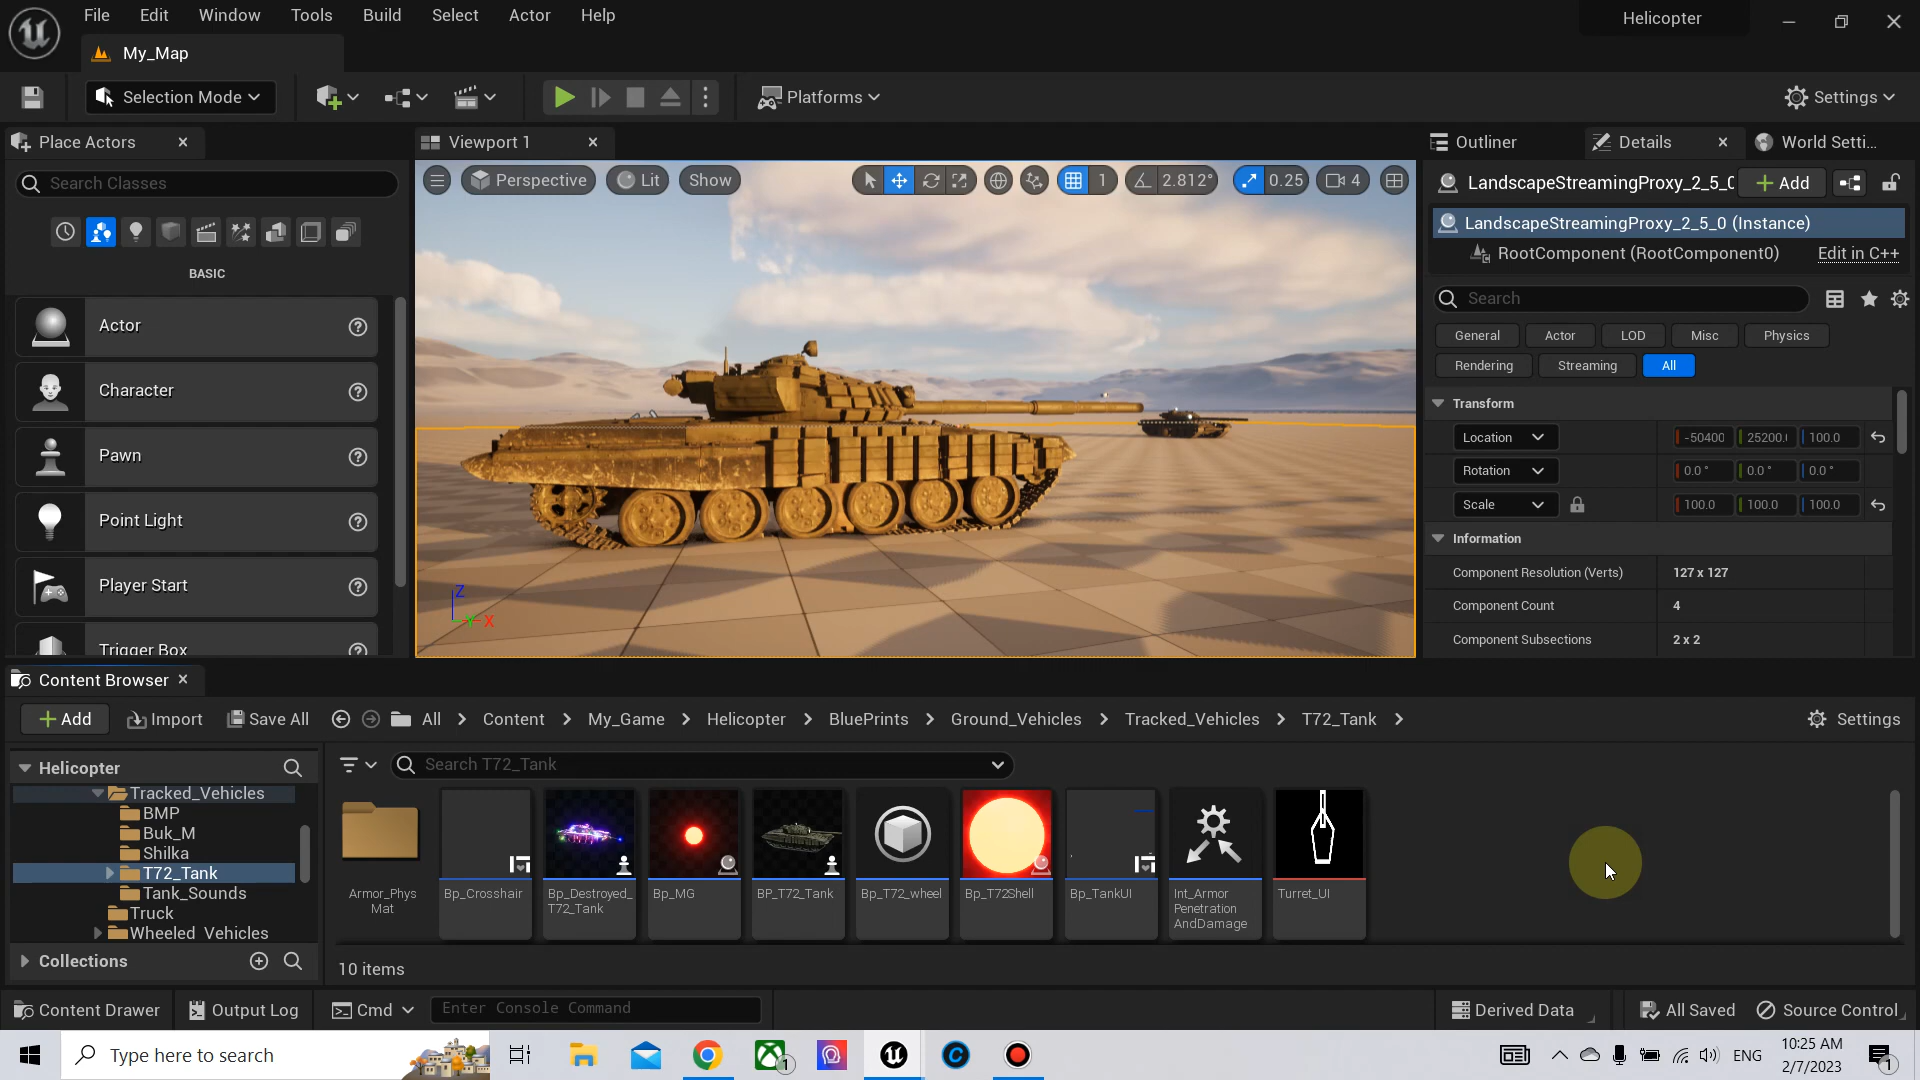 File Edit Window Tools Build Select Actor Help
Helicopter
My_Map
Selection Mode
Platforms
Settings
Place Actors
Viewport 1
Outliner
Details
World Setti...
Search Classes
Perspective
Lit
Show
1
2.812°
0.25
4
LandscapeStreamingProxy_2_5_0
Add
LandscapeStreamingProxy_2_5_0 (Instance)
RootComponent (RootComponent0)
Edit in C++
BASIC
Search
General
Actor
LOD
Misc
Physics
Rendering
Streaming
All
Actor
Character
Pawn
Point Light
Player Start
Trigger Box
Z
Y
X
Transform
Location -50400 25200. 100.0
Rotation 0.0 ° 0.0 ° 0.0 °
Scale 100.0 100.0 100.0
Information
Component Resolution (Verts) 127 x 127
Component Count 4
Component Subsections 2 x 2
Content Browser
Add Import Save All
All Content My_Game Helicopter BluePrints Ground_Vehicles Tracked_Vehicles T72_Tank
Settings
Helicopter
Tracked_Vehicles
BMP
Buk_M
Shilka
T72_Tank
Tank_Sounds
Truck
Wheeled_Vehicles
Collections
Search T72_Tank
Armor_Phys
Mat
Bp_Crosshair
Bp_Destroyed_
T72_Tank
Bp_MG
BP_T72_Tank
Bp_T72_wheel
Bp_T72Shell
Bp_TankUI
Int_Armor
Penetration
AndDamage
Turret_UI
10 items
Content Drawer
Output Log
Cmd
Enter Console Command
Derived Data
All Saved
Source Control
Type here to search
1
ENG
10:25 AM
2/7/2023
1